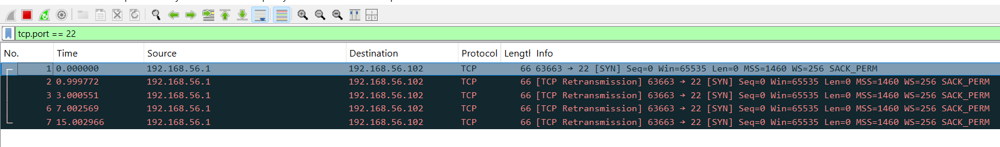 tcp.port == 22
No. Time Source Destination Protocol Lengtl Info
1 0.000000 192.168.56.1 192.168.56.102 TCP 66 63663 → 22 [SYN] Seq=0 Win=65535 Len=0 MSS=1460 WS=256 SACK_PERM
2 0.999772 192.168.56.1 192.168.56.102 TCP 66 [TCP Retransmission] 63663 → 22 [SYN] Seq=0 Win=65535 Len=0 MSS=1460 WS=256 SACK_PERM
3 3.000551 192.168.56.1 192.168.56.102 TCP 66 [TCP Retransmission] 63663 → 22 [SYN] Seq=0 Win=65535 Len=0 MSS=1460 WS=256 SACK_PERM
6 7.002569 192.168.56.1 192.168.56.102 TCP 66 [TCP Retransmission] 63663 → 22 [SYN] Seq=0 Win=65535 Len=0 MSS=1460 WS=256 SACK_PERM
7 15.002966 192.168.56.1 192.168.56.102 TCP 66 [TCP Retransmission] 63663 → 22 [SYN] Seq=0 Win=65535 Len=0 MSS=1460 WS=256 SACK_PERM